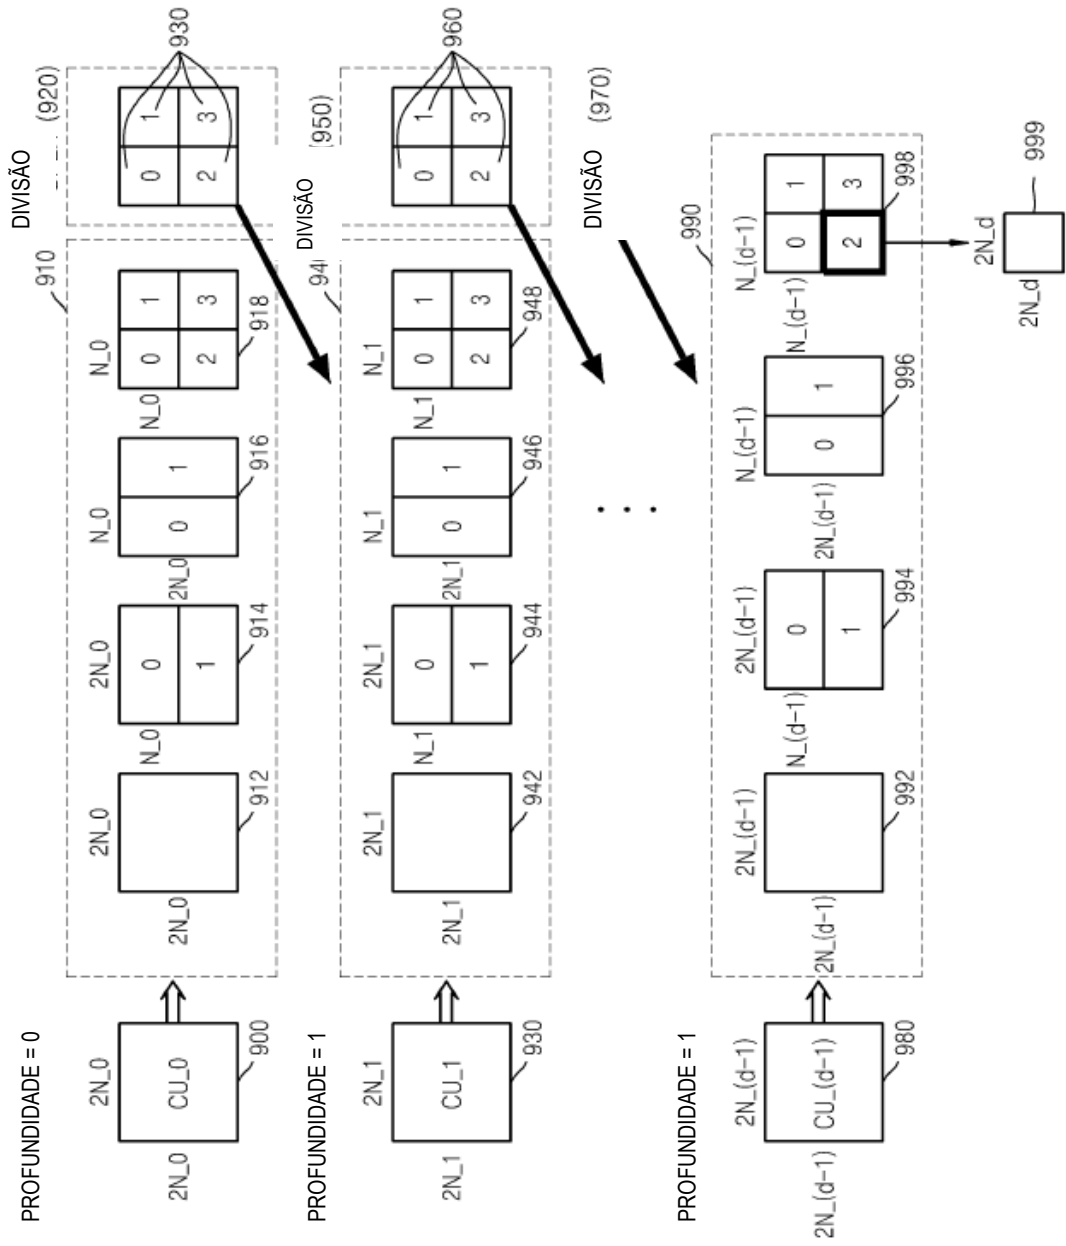 PROFUNDIDADE = 0
DIVISÃO
(920)
910
2N_0
2N_0
2N_0
N_0
N_0
930
CU_0
2N_0
900
2N_0
912
N_0
0
1
914
2N_0
0 1
916
N_0
0 1
2 3
918
0 1
2 3
PROFUNDIDADE = 1
DIVISÃO
950)
94
2N_1
2N_1
2N_1
N_1
N_1
960
CU_1
2N_1
930
2N_1
942
N_1
0
1
944
2N_1
0 1
946
N_1
0 1
2 3
948
0 1
2 3
DIVISÃO
(970)
. . .
PROFUNDIDADE = 1
990
2N_(d-1)
2N_(d-1)
2N_(d-1)
N_(d-1)
N_(d-1)
CU_(d-1)
2N_(d-1)
980
2N_(d-1)
992
N_(d-1)
0
1
994
2N_(d-1)
0 1
996
N_(d-1)
0 1
2 3
998
2N_d
2N_d
999